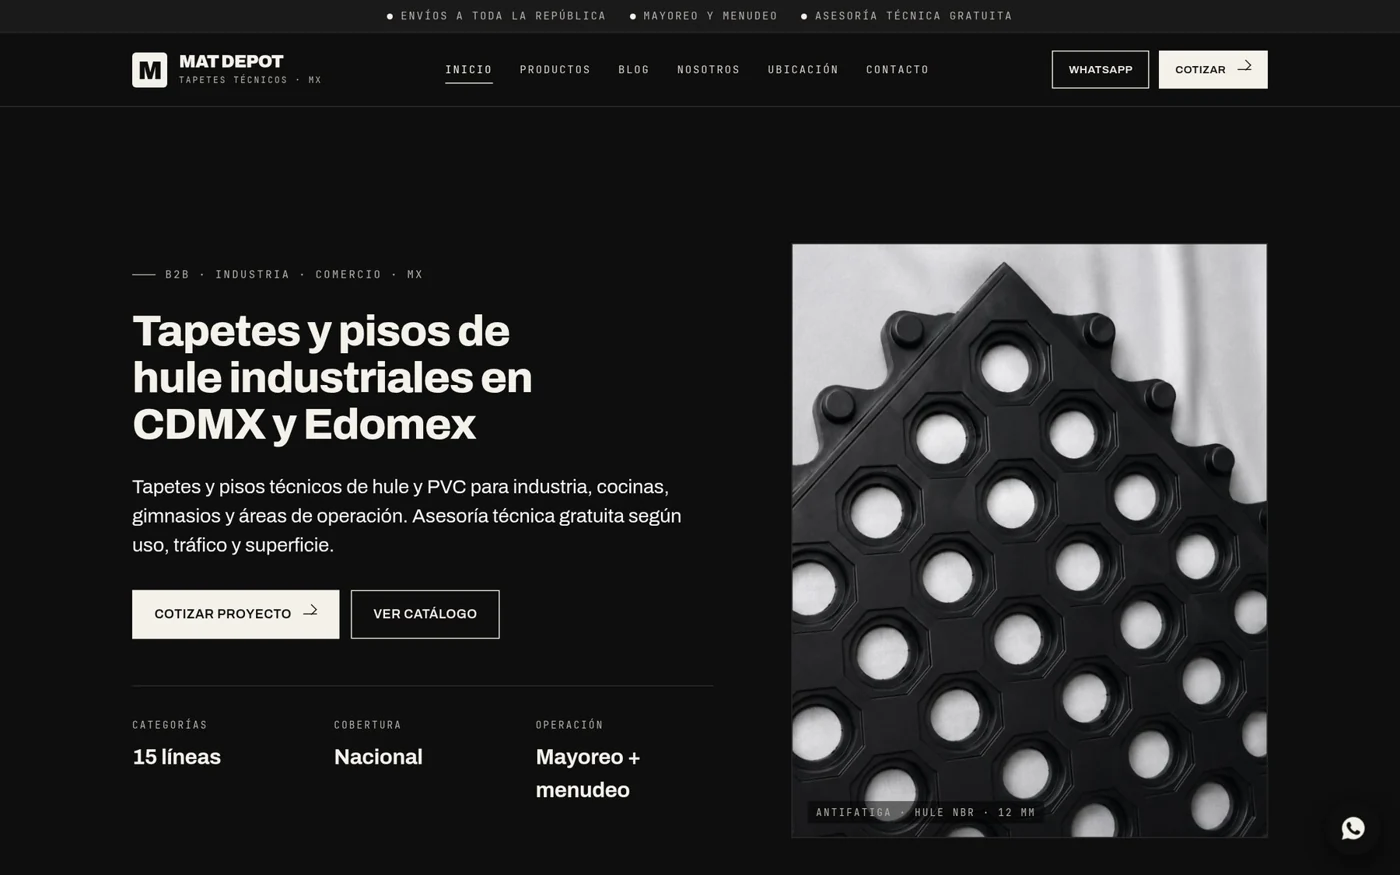 ENVÍOS A TODA LA REPÚBLICA
MAYOREO Y MENUDEO
ASESORÍA TÉCNICA GRATUITA
M
MAT DEPOT
TAPETES TÉCNICOS · MX
INICIO
PRODUCTOS
BLOG
NOSOTROS
UBICACIÓN
CONTACTO
WHATSAPP
COTIZAR
B2B · INDUSTRIA · COMERCIO · MX
Tapetes y pisos de
hule industriales en
CDMX y Edomex
Tapetes y pisos técnicos de hule y PVC para industria, cocinas,
gimnasios y áreas de operación. Asesoría técnica gratuita según
uso, tráfico y superficie.
COTIZAR PROYECTO
VER CATÁLOGO
CATEGORÍAS
15 líneas
COBERTURA
Nacional
OPERACIÓN
Mayoreo +
menudeo
ANTIFATIGA · HULE NBR · 12 MM